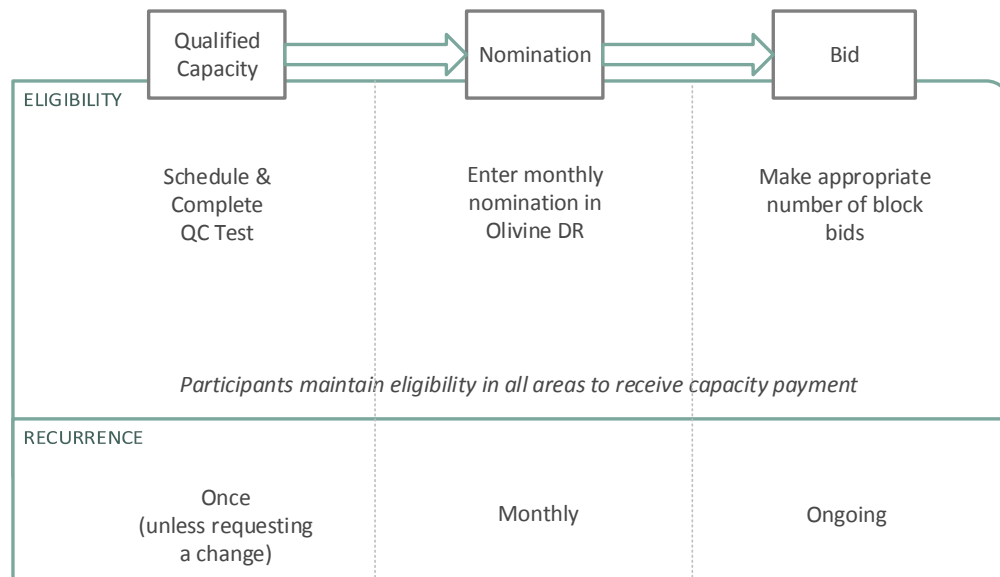 Qualified
Capacity
Nomination
Bid
ELIGIBILITY
Schedule &
Complete
QC Test
Enter monthly
nomination in
Olivine DR
Make appropriate
number of block
bids
Participants maintain eligibility in all areas to receive capacity payment
RECURRENCE
Once
(unless requesting
a change)
Monthly
Ongoing